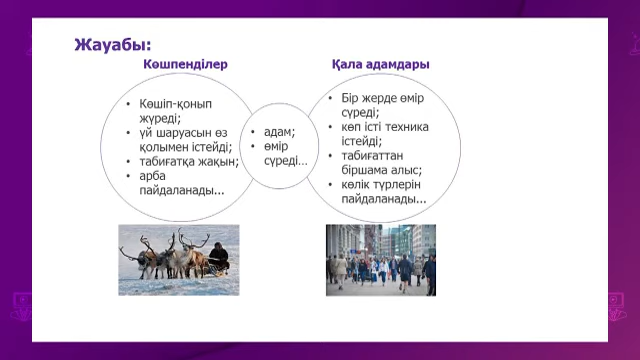 Жауабы:
Көшпенділер
Қала адамдары
• Көшіп-қонып
жүреді;
• үй шаруасын өз
қолымен істейді;
• табиғатқа жақын;
• арба
пайдаланады...
• адам;
• өмір
сүреді...
• Бір жерде өмір
сүреді;
• көп істі техника
істейді;
• табиғаттан
біршама алыс;
• көлік түрлерін
пайдаланады...